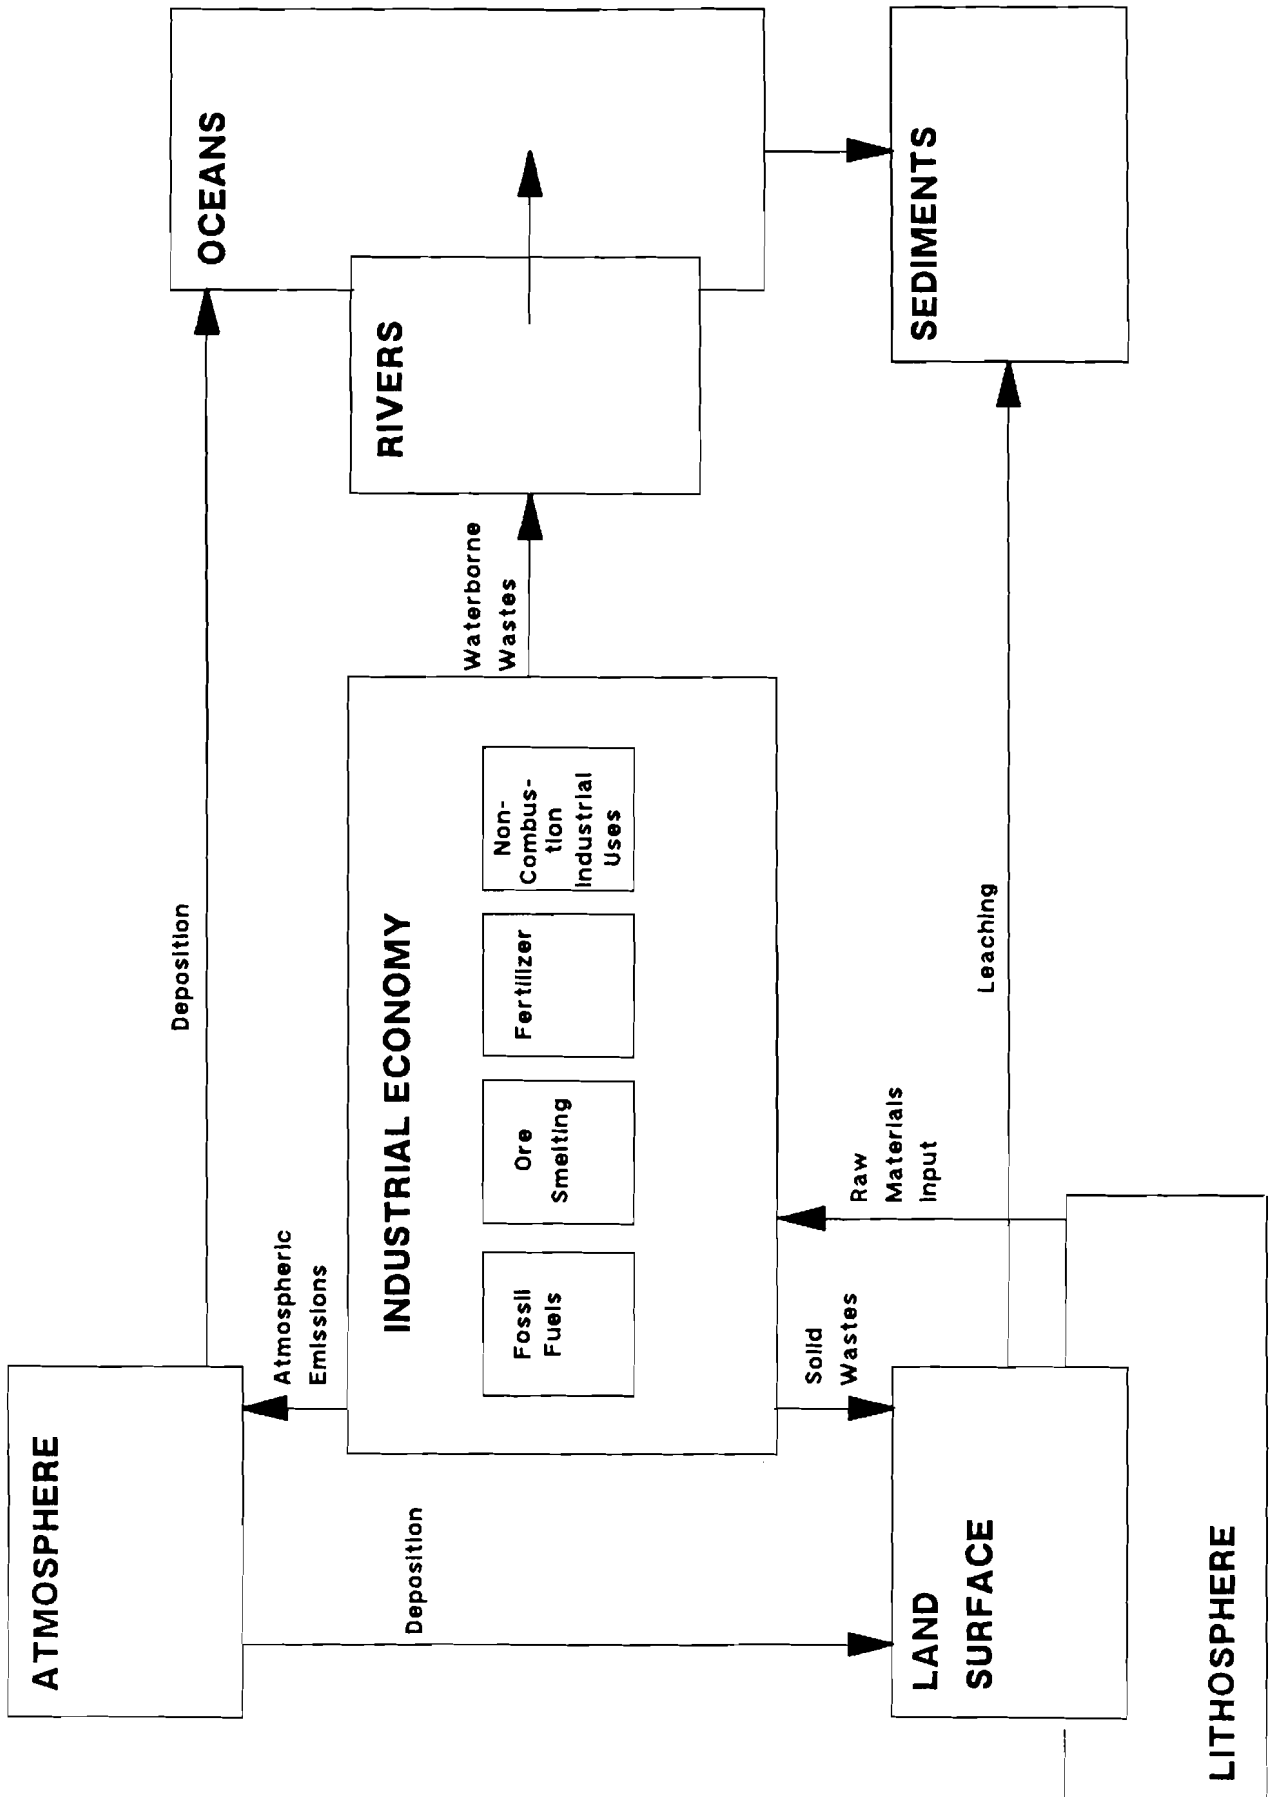 ATMOSPHERE
Deposition
OCEANS
Atmospheric
Emissions
Deposition
INDUSTRIAL ECONOMY
Fossil
Fuels
Ore
Smelting
Fertilizer
Non-
Combus-
tion
Industrial
Uses
Waterborne
Wastes
RIVERS
Solid
Wastes
Raw
Materials
Input
Leaching
LAND
SURFACE
SEDIMENTS
LITHOSPHERE